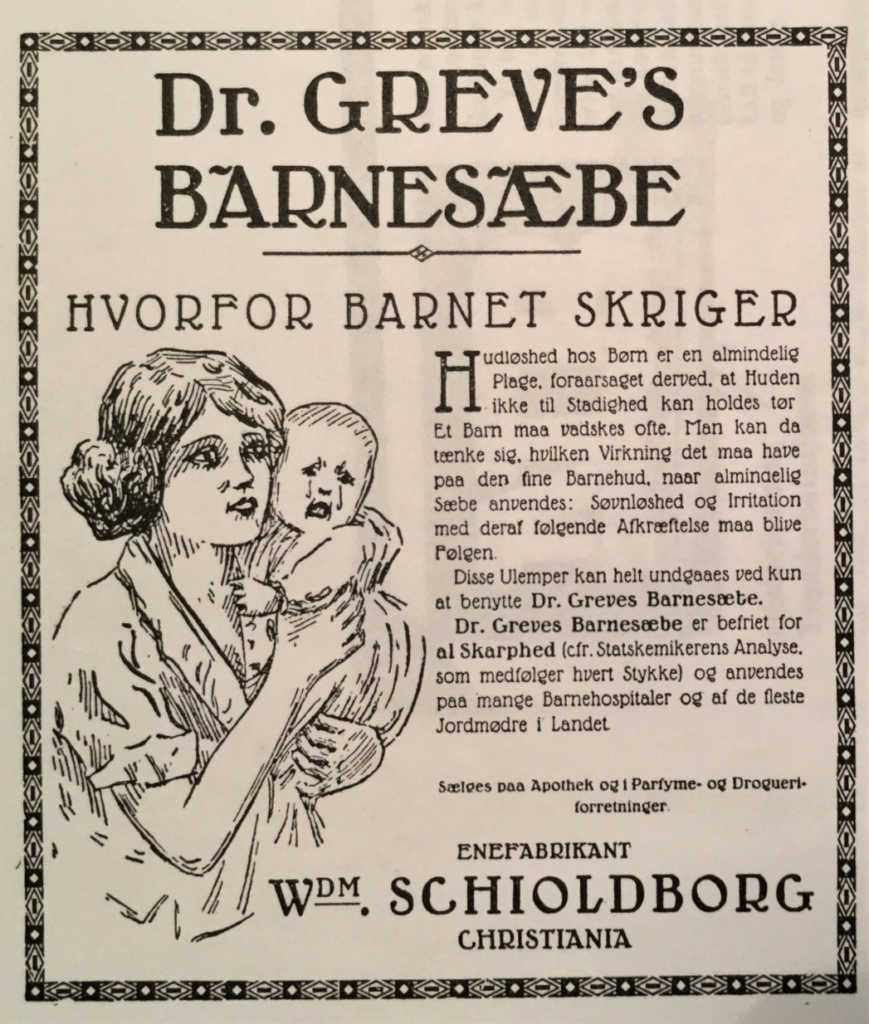 Dr. GREVE'S
BARNESÆBE
HVORFOR BARNET SKRIGER
Hudløshed hos Børn er en almindelig
Plage, foraarsaget derved, at Huden
ikke til Stadighed kan holdes tør
Et Barn maa vadskes ofte. Man kan da
tænke sig, hvilken Virkning det maa have
paa den fine Barnehud, naar almindelig
Sæbe anvendes: Søvnløshed og Irritation
med deraf følgende Afkræftelse maa blive
Følgen.
Disse Ulemper kan helt undgaaes ved kun
at benytte Dr. Greves Barnesæbe.
Dr. Greves Barnesæbe er befriet for
al Skarphed (cfr. Statskemikerens Analyse,
som medfølger hvert Stykke) og anvendes
paa mange Barnehospitaler og af de fleste
Jordmødre i Landet
Sælges paa Apothek og i Parfyme- og Drogueri-
forretninger.
ENEFABRIKANT
WDM. SCHIOLDBORG
CHRISTIANIA